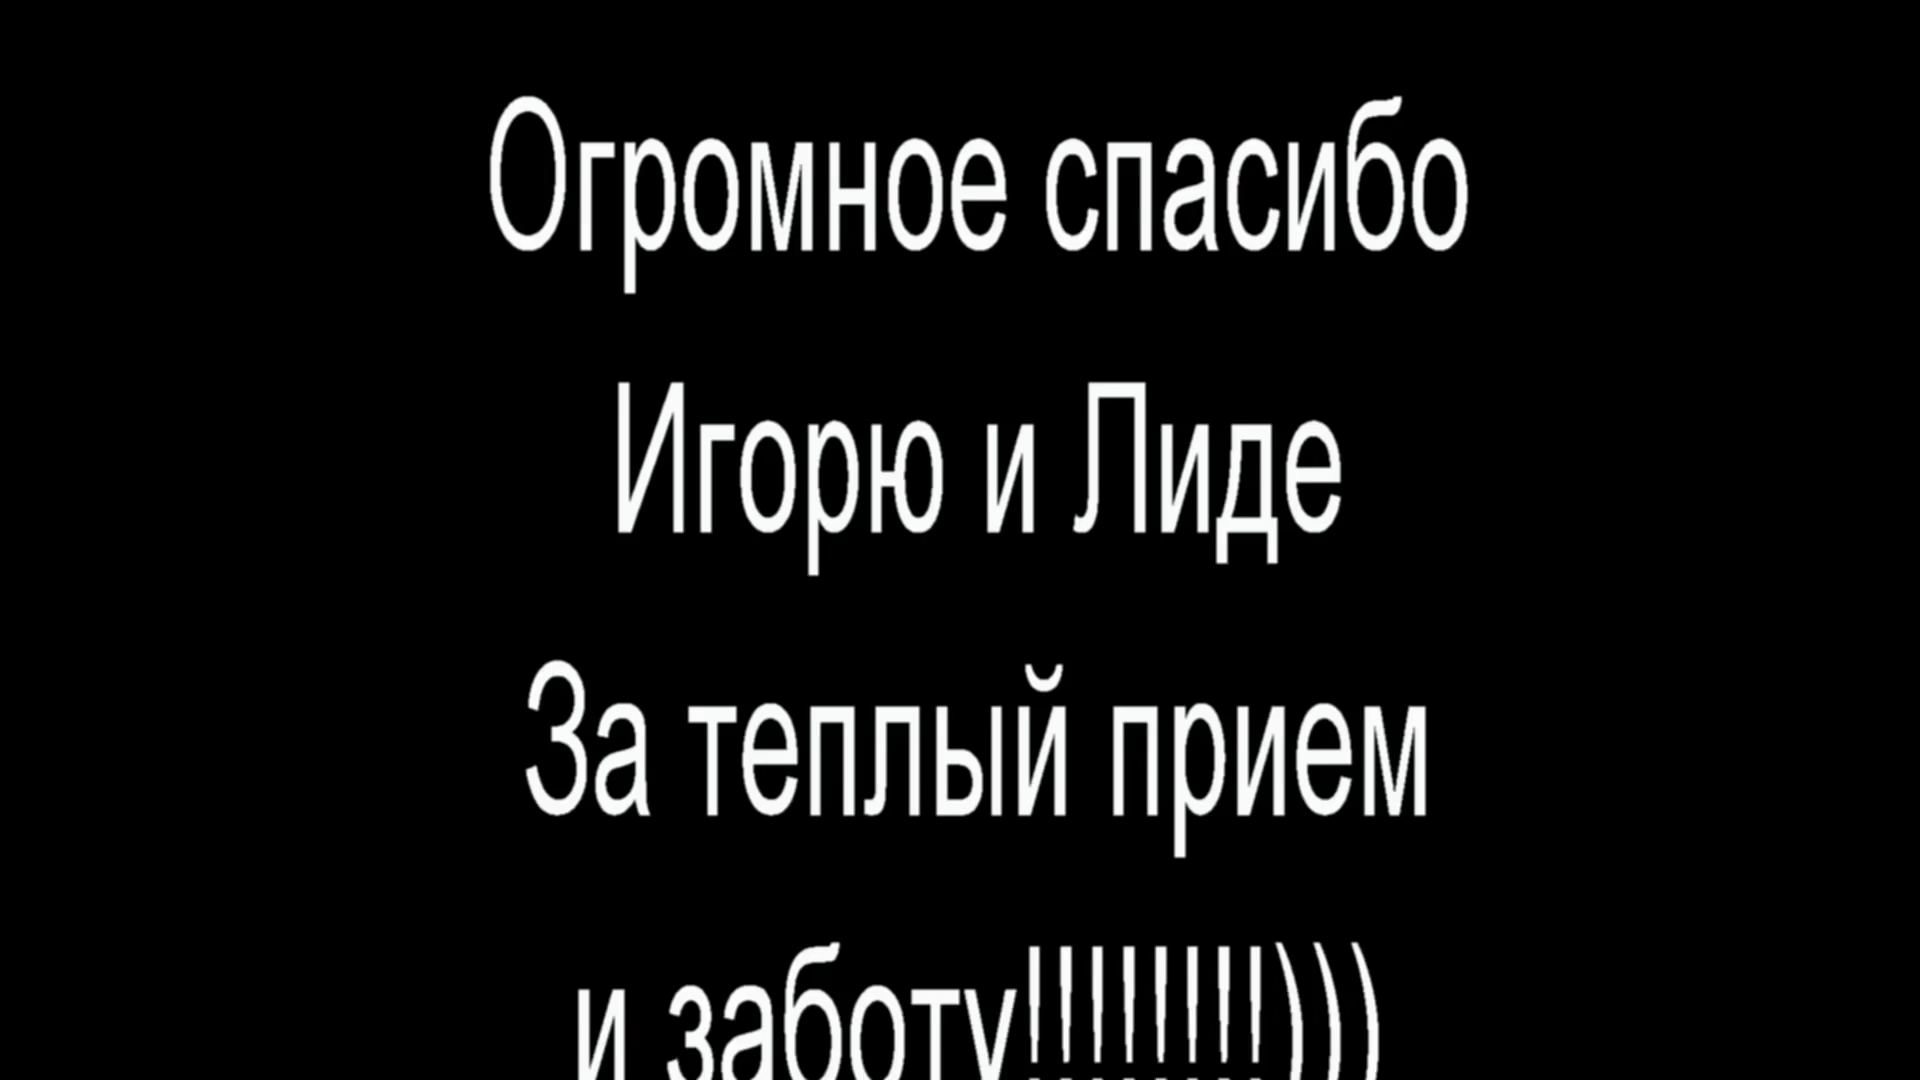 Огромное спасибо
Игорю и Лиде
За теплый прием
и заботу!!!!!!!!)))